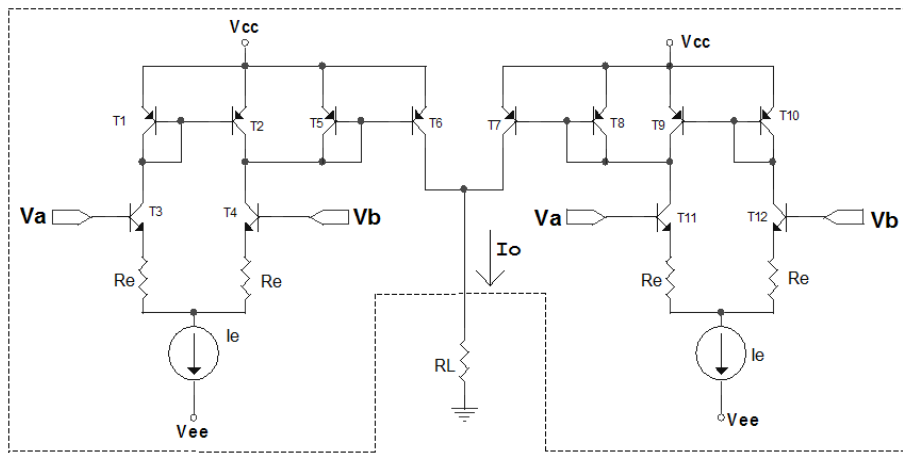 Vcc
Vcc
T1
T2
T5
T6
T7
T8
T9
T10
Va
T3
T4
Vb
Va
T11
T12
Vb
Re
Re
Io
Re
Re
Ie
RL
Ie
Vee
Vee